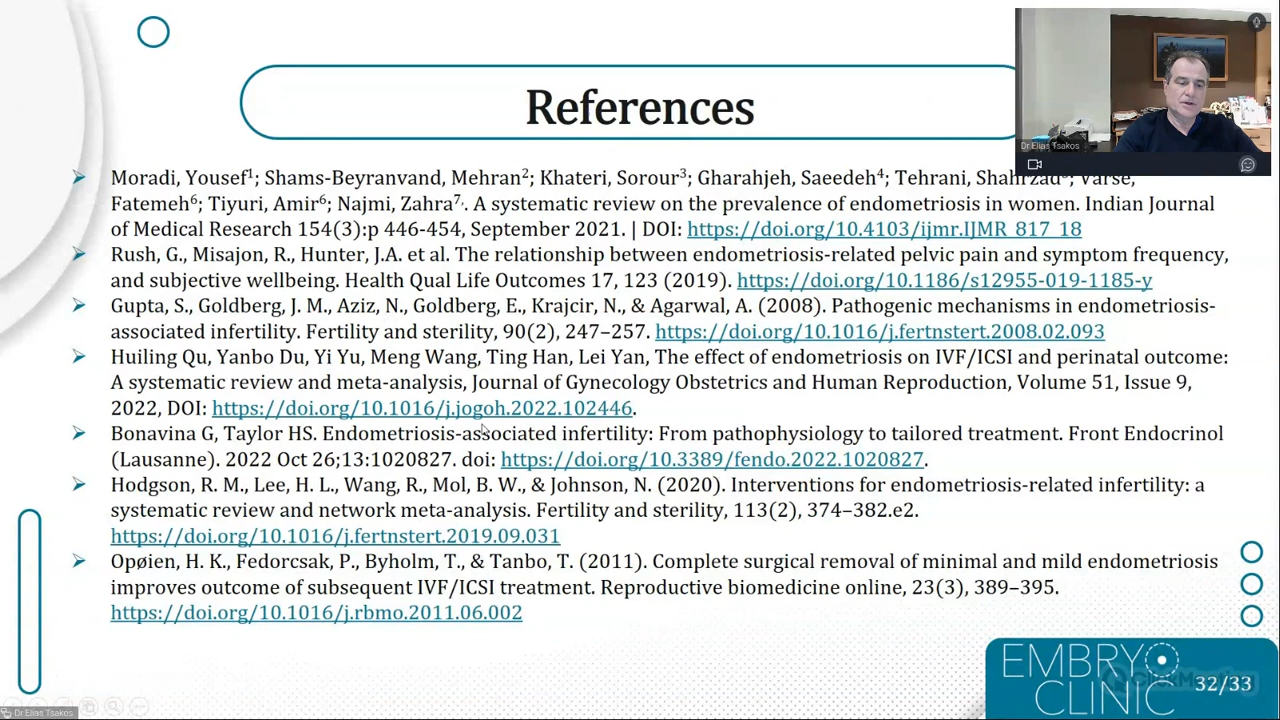 References
Dr Elias Tsakos
Moradi, Yousef1; Shams-Beyranvand, Mehran2; Khateri, Sorour3; Gharahjeh, Saeedeh4; Tehrani, Shahrzad Varse,
Fatemeh6; Tiyuri, Amir6; Najmi, Zahra7,. A systematic review on the prevalence of endometriosis in women. Indian Journal
of Medical Research 154(3):p 446-454, September 2021. | DOI: https://doi.org/10.4103/ijmr.IJMR_817_18
Rush, G., Misajon, R., Hunter, J.A. et al. The relationship between endometriosis-related pelvic pain and symptom frequency,
and subjective wellbeing. Health Qual Life Outcomes 17, 123 (2019). https://doi.org/10.1186/s12955-019-1185-y
Gupta, S., Goldberg, J. M., Aziz, N., Goldberg, E., Krajcir, N., & Agarwal, A. (2008). Pathogenic mechanisms in endometriosis-
associated infertility. Fertility and sterility, 90(2), 247–257. https://doi.org/10.1016/j.fertnstert.2008.02.093
Huiling Qu, Yanbo Du, Yi Yu, Meng Wang, Ting Han, Lei Yan, The effect of endometriosis on IVF/ICSI and perinatal outcome:
A systematic review and meta-analysis, Journal of Gynecology Obstetrics and Human Reproduction, Volume 51, Issue 9,
2022, DOI: https://doi.org/10.1016/j.jogoh.2022.102446.
Bonavina G, Taylor HS. Endometriosis-associated infertility: From pathophysiology to tailored treatment. Front Endocrinol
(Lausanne). 2022 Oct 26;13:1020827. doi: https://doi.org/10.3389/fendo.2022.1020827.
Hodgson, R. M., Lee, H. L., Wang, R., Mol, B. W., & Johnson, N. (2020). Interventions for endometriosis-related infertility: a
systematic review and network meta-analysis. Fertility and sterility, 113(2), 374–382.e2.
https://doi.org/10.1016/j.fertnstert.2019.09.031
Opøien, H. K., Fedorcsak, P., Byholm, T., & Tanbo, T. (2011). Complete surgical removal of minimal and mild endometriosis
improves outcome of subsequent IVF/ICSI treatment. Reproductive biomedicine online, 23(3), 389–395.
https://doi.org/10.1016/j.rbmo.2011.06.002
EMBRYO
CLINIC
32/33
Dr Elias Tsakos